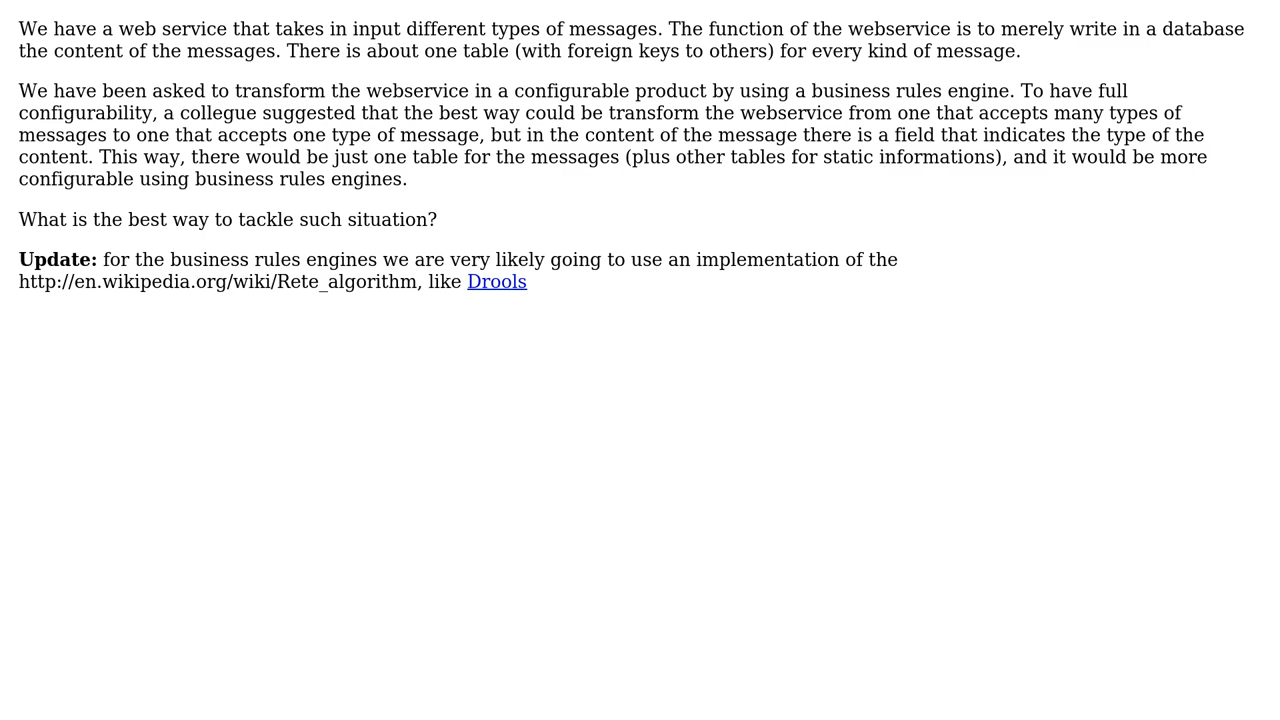 We have a web service that takes in input different types of messages. The function of the webservice is to merely write in a database
the content of the messages. There is about one table (with foreign keys to others) for every kind of message.
We have been asked to transform the webservice in a configurable product by using a business rules engine. To have full
configurability, a collegue suggested that the best way could be transform the webservice from one that accepts many types of
messages to one that accepts one type of message, but in the content of the message there is a field that indicates the type of the
content. This way, there would be just one table for the messages (plus other tables for static informations), and it would be more
configurable using business rules engines.
What is the best way to tackle such situation?
Update: for the business rules engines we are very likely going to use an implementation of the
http://en.wikipedia.org/wiki/Rete_algorithm, like Drools